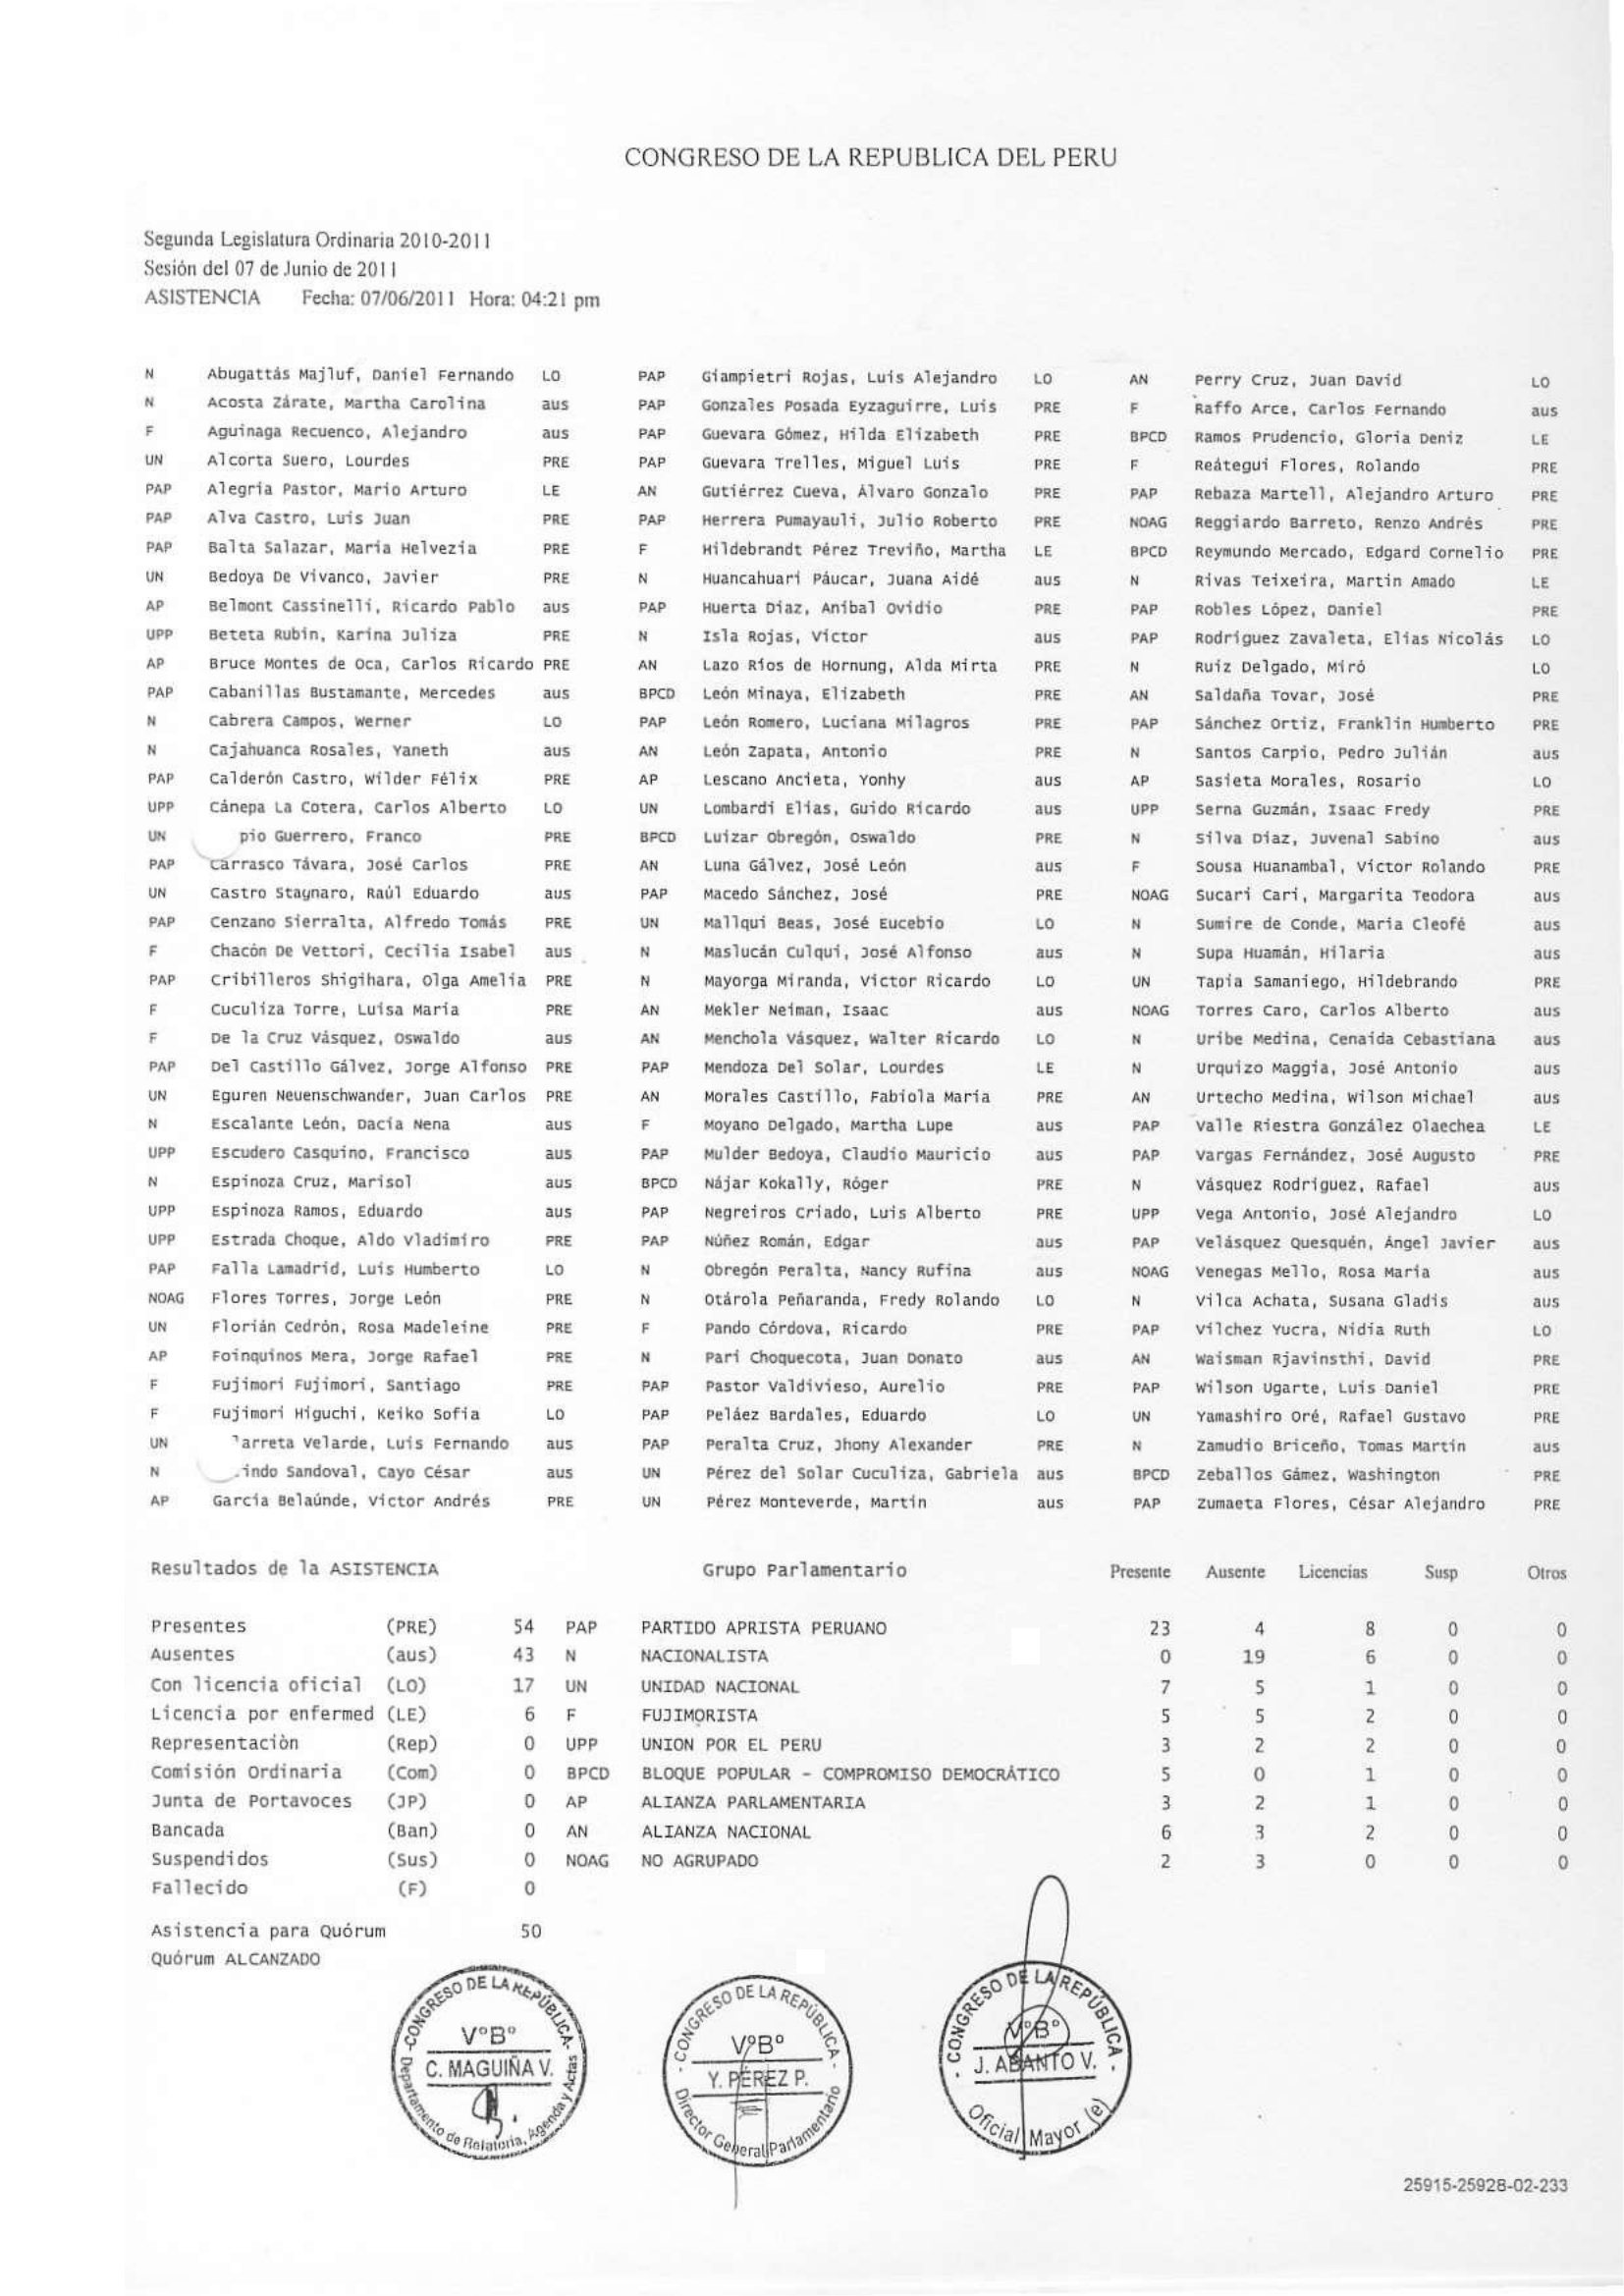 CONGRESO DE LA REPUBLICA DEL PERU
Segunda Legislatura Ordinaria 2010-2011
Sesión del 07 de Junio de 2011
ASISTENCIA Fecha: 07/06/2011 Hora: 04:21 pm
N Abugattás Majluf, Daniel Fernando LO PAP Giampietri Rojas, Luis Alejandro LO AN Perry Cruz, Juan David LO
N Acosta Zárate, Martha Carolina aus PAP Gonzales Posada Eyzaguirre, Luis PRE F Raffo Arce, Carlos Fernando aus
F Aguinaga Recuenco, Alejandro aus PAP Guevara Gómez, Hilda Elizabeth PRE BPCD Ramos Prudencio, Gloria Deniz LE
UN Alcorta Suero, Lourdes PRE PAP Guevara Trelles, Miguel Luis PRE F Reátegui Flores, Rolando PRE
PAP Alegría Pastor, Mario Arturo LE AN Gutiérrez Cueva, Álvaro Gonzalo PRE PAP Rebaza Martell, Alejandro Arturo PRE
PAP Alva Castro, Luis Juan PRE PAP Herrera Pumayauli, Julio Roberto PRE NOAG Reggiardo Barreto, Renzo Andrés PRE
PAP Balta Salazar, María Helvezia PRE F Hildebrandt Pérez Treviño, Martha LE BPCD Reymundo Mercado, Edgard Cornelio PRE
UN Bedoya De Vivanco, Javier PRE N Huancahuari Páucar, Juana Aidé aus N Rivas Teixeira, Martín Amado LE
AP Belmont Cassinelli, Ricardo Pablo aus PAP Huerta Díaz, Aníbal Ovidio PRE PAP Robles López, Daniel PRE
UPP Beteta Rubín, Karina Juliza PRE N Isla Rojas, Víctor aus PAP Rodríguez Zavaleta, Elías Nicolás LO
AP Bruce Montes de Oca, Carlos Ricardo PRE AN Lazo Ríos de Hornung, Alda Mirta PRE N Ruiz Delgado, Miró LO
PAP Cabanillas Bustamante, Mercedes aus BPCD León Minaya, Elizabeth PRE AN Saldaña Tovar, José PRE
N Cabrera Campos, Werner LO PAP León Romero, Luciana Milagros PRE PAP Sánchez Ortiz, Franklin Humberto PRE
N Cajahuanca Rosales, Yaneth aus AN León Zapata, Antonio PRE N Santos Carpio, Pedro Julián aus
PAP Calderón Castro, Wilder Félix PRE AP Lescano Ancieta, Yonhy aus AP Sasieta Morales, Rosario LO
UPP Cánepa La Cotera, Carlos Alberto LO UN Lombardi Elías, Guido Ricardo aus UPP Serna Guzmán, Isaac Fredy PRE
UN pio Guerrero, Franco PRE BPCD Luizar Obregón, Oswaldo PRE N Silva Díaz, Juvenal Sabino aus
PAP Carrasco Távara, José Carlos PRE AN Luna Gálvez, José León aus F Sousa Huanambal, Víctor Rolando PRE
UN Castro Stagnaro, Raúl Eduardo aus PAP Macedo Sánchez, José PRE NOAG Sucari Cari, Margarita Teodora aus
PAP Cenzano Sierralta, Alfredo Tomás PRE UN Mallqui Beas, José Eucebio LO N Sumire de Conde, María Cleofé aus
F Chacón De Vettori, Cecilia Isabel aus N Maslucán Culqui, José Alfonso aus N Supa Huamán, Hilaria aus
PAP Cribilleros Shigihara, Olga Amelia PRE N Mayorga Miranda, Víctor Ricardo LO UN Tapia Samaniego, Hildebrando PRE
F Cuculiza Torre, Luisa María PRE AN Mekler Neiman, Isaac aus NOAG Torres Caro, Carlos Alberto aus
F De la Cruz Vásquez, Oswaldo aus AN Menchola Vásquez, Walter Ricardo LO N Uribe Medina, Cenaida Cebastiana aus
PAP Del Castillo Gálvez, Jorge Alfonso PRE PAP Mendoza Del Solar, Lourdes LE N Urquizo Maggia, José Antonio aus
UN Eguren Neuenschwander, Juan Carlos PRE AN Morales Castillo, Fabiola María PRE AN Urtecho Medina, Wilson Michael aus
N Escalante León, Dacia Nena aus F Moyano Delgado, Martha Lupe aus PAP Valle Riestra González Olaechea LE
UPP Escudero Casquino, Francisco aus PAP Mulder Bedoya, Claudio Mauricio aus PAP Vargas Fernández, José Augusto PRE
N Espinoza Cruz, Marisol aus BPCD Nájar Kokally, Róger PRE N Vásquez Rodríguez, Rafael aus
UPP Espinoza Ramos, Eduardo aus PAP Negreiros Criado, Luis Alberto PRE UPP Vega Antonio, José Alejandro LO
UPP Estrada Choque, Aldo Vladimiro PRE PAP Núñez Román, Edgar aus PAP Velásquez Quesquén, Ángel Javier aus
PAP Falla Lamadrid, Luis Humberto LO N Obregón Peralta, Nancy Rufina aus NOAG Venegas Mello, Rosa María aus
NOAG Flores Torres, Jorge León PRE N Otárola Peñaranda, Fredy Rolando LO N Vilca Achata, Susana Gladis aus
UN Florián Cedrón, Rosa Madeleine PRE F Pando Córdova, Ricardo PRE PAP Vilchez Yucra, Nidia Ruth LO
AP Foinquinos Mera, Jorge Rafael PRE N Pari Choquecota, Juan Donato aus AN Waisman Rjavinsthi, David PRE
F Fujimori Fujimori, Santiago PRE PAP Pastor Valdivieso, Aurelio PRE PAP Wilson Ugarte, Luis Daniel PRE
F Fujimori Higuchi, Keiko Sofía LO PAP Peláez Bardales, Eduardo LO UN Yamashiro Oré, Rafael Gustavo PRE
UN arreta Velarde, Luis Fernando aus PAP Peralta Cruz, Jhony Alexander PRE N Zamudio Briceño, Tomas Martin aus
N indo Sandoval, Cayo César aus UN Pérez del Solar Cuculiza, Gabriela aus BPCD Zeballos Gámez, Washington PRE
AP García Belaúnde, Víctor Andrés PRE UN Pérez Monteverde, Martín aus PAP Zumaeta Flores, César Alejandro PRE
Resultados de la ASISTENCIA Grupo Parlamentario Presente Ausente Licencias Susp Otros
Presentes (PRE) 54 PAP PARTIDO APRISTA PERUANO 23 4 8 0 0
Ausentes (aus) 43 N NACIONALISTA 0 19 6 0 0
Con licencia oficial (LO) 17 UN UNIDAD NACIONAL 7 5 1 0 0
Licencia por enfermed (LE) 6 F FUJIMORISTA 5 5 2 0 0
Representaciòn (Rep) 0 UPP UNION POR EL PERU 3 2 2 0 0
Comisión Ordinaria (Com) 0 BPCD BLOQUE POPULAR - COMPROMISO DEMOCRÁTICO 5 0 1 0 0
Junta de Portavoces (JP) 0 AP ALIANZA PARLAMENTARIA 3 2 1 0 0
Bancada (Ban) 0 AN ALIANZA NACIONAL 6 3 2 0 0
Suspendidos (Sus) 0 NOAG NO AGRUPADO 2 3 0 0 0
Fallecido (F) 0
Asistencia para Quórum 50
Quórum ALCANZADO
-CONGRESO DE LA REPÚBLICA-
V°B°
C. MAGUIÑA V.
Departamento de Relatoria, Agenda y Actas
- CONGRESO DE LA REPÚBLICA -
V°B°
Y. PEREZ P.
Director General Parlamentario
- CONGRESO DE LA REPÚBLICA -
V°B°
J. ABANTO V.
Oficial Mayor (e)
25915-25928-02-233